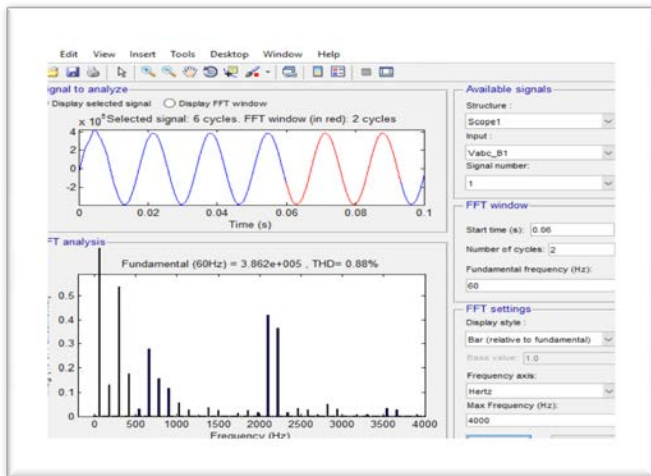 Edit View Insert Tools Desktop Window Help
ignal to analyze
Display selected signal Display FFT window
x 10⁵ Selected signal: 6 cycles. FFT window (in red): 2 cycles
4
2
0
-2
0 0.02 0.04 0.06 0.08 0.1
Time (s)
FT analysis
Fundamental (60Hz) = 3.862e+005 , THD= 0.88%
0.5
0.4
0.3
0.2
0.1
0
0 500 1000 1500 2000 2500 3000 3500 4000
Frequency (Hz)
Available signals
Structure :
Scope1
Input :
Vabc_B1
Signal number:
1
FFT window
Start time (s): 0.06
Number of cycles: 2
Fundamental frequency (Hz):
60
FFT settings
Display style :
Bar (relative to fundamental)
Base value: 1.0
Frequency axis:
Hertz
Max Frequency (Hz):
4000